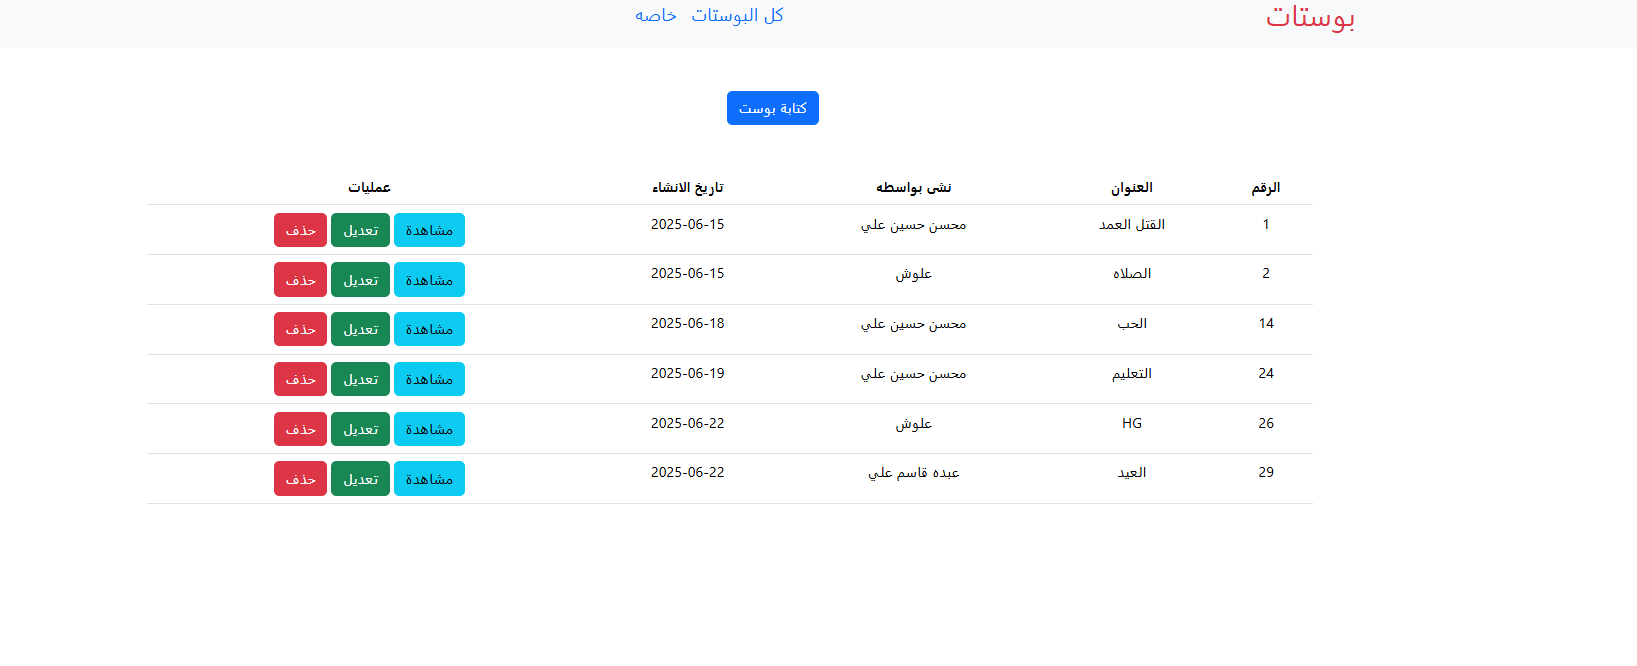 بوستات
كل البوستات خاصه
كتابة بوست
الرقم العنوان نشى بواسطه تاريخ الانشاء عمليات
1 القتل العمد محسن حسين علي 2025-06-15 مشاهدة تعديل حذف
2 الصلاه علوش 2025-06-15 مشاهدة تعديل حذف
14 الحب محسن حسين علي 2025-06-18 مشاهدة تعديل حذف
24 التعليم محسن حسين علي 2025-06-19 مشاهدة تعديل حذف
26 HG علوش 2025-06-22 مشاهدة تعديل حذف
29 العيد عبده قاسم علي 2025-06-22 مشاهدة تعديل حذف